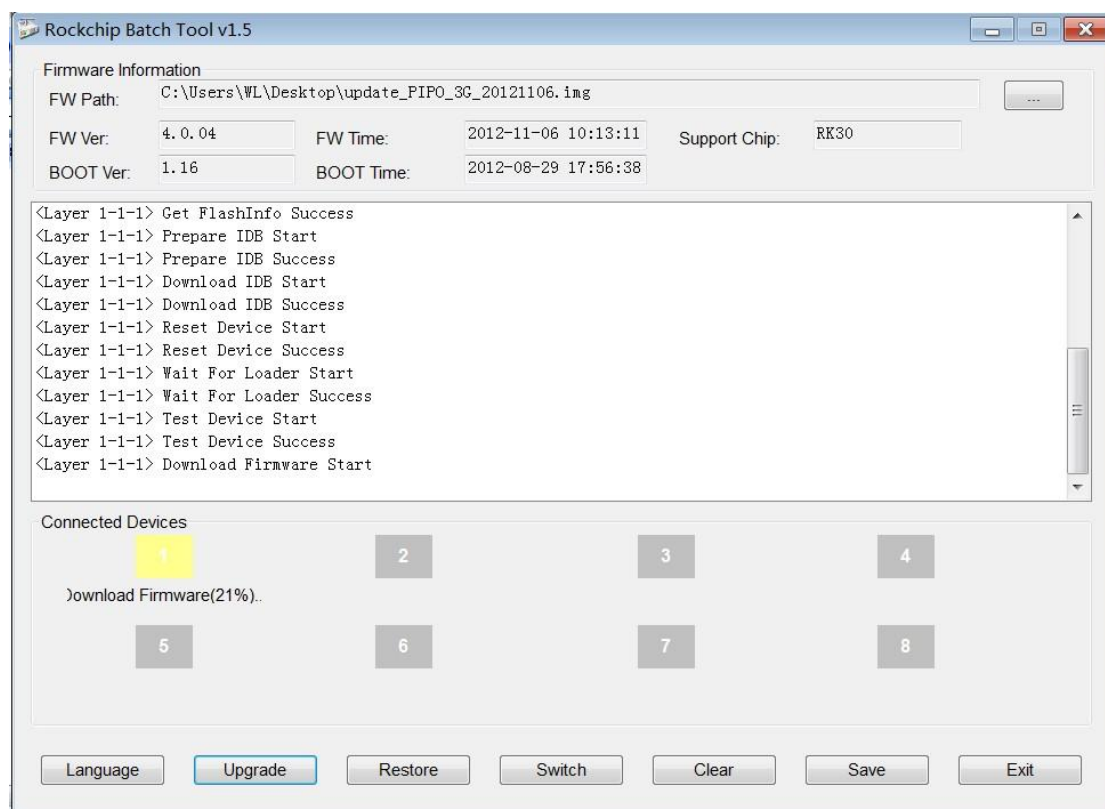 Rockchip Batch Tool v1.5
Firmware Information
FW Path: C:\Users\WL\Desktop\update_PIPO_3G_20121106.img ...
FW Ver: 4.0.04 FW Time: 2012-11-06 10:13:11 Support Chip: RK30
BOOT Ver: 1.16 BOOT Time: 2012-08-29 17:56:38
<Layer 1-1-1> Get FlashInfo Success
<Layer 1-1-1> Prepare IDB Start
<Layer 1-1-1> Prepare IDB Success
<Layer 1-1-1> Download IDB Start
<Layer 1-1-1> Download IDB Success
<Layer 1-1-1> Reset Device Start
<Layer 1-1-1> Reset Device Success
<Layer 1-1-1> Wait For Loader Start
<Layer 1-1-1> Wait For Loader Success
<Layer 1-1-1> Test Device Start
<Layer 1-1-1> Test Device Success
<Layer 1-1-1> Download Firmware Start
Connected Devices
1 2 3 4
Download Firmware(21%)..
5 6 7 8
Language Upgrade Restore Switch Clear Save Exit